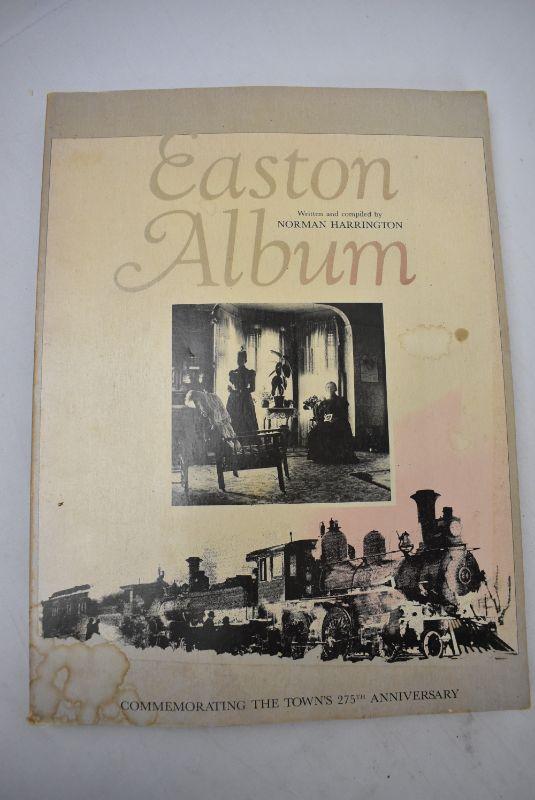 Easton
Written and compiled by
NORMAN HARRINGTON
Album
COMMEMORATING THE TOWN'S 275TH ANNIVERSARY